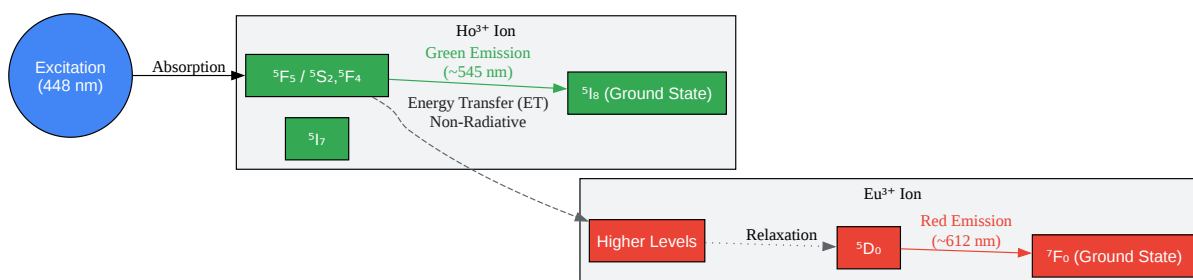 Excitation
(448 nm)
Absorption
Ho³⁺ Ion
⁵F₅ / ⁵S₂,⁵F₄
Green Emission
(~545 nm)
⁵I₈ (Ground State)
Energy Transfer (ET)
Non-Radiative
⁵I₇
Eu³⁺ Ion
Higher Levels
Relaxation
⁵D₀
Red Emission
(~612 nm)
⁷F₀ (Ground State)